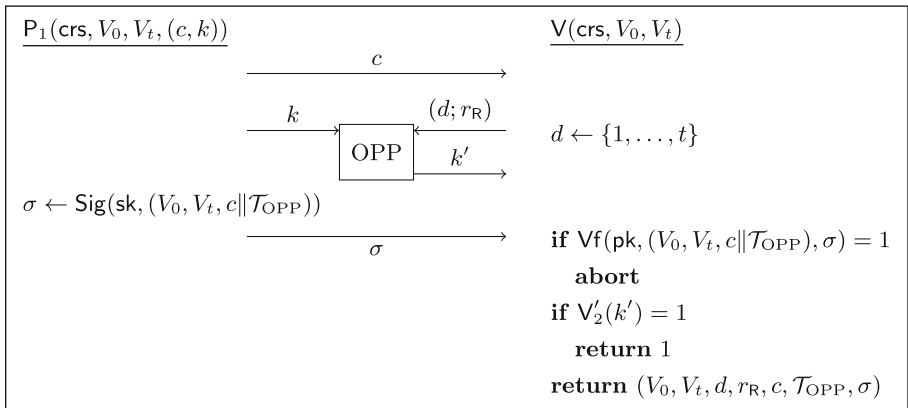 P₁(crs, V₀, Vₜ, (c, k)) V(crs, V₀, Vₜ)
c
k (d; r_R)
OPP d ← {1, . . . , t}
k′
σ ← Sig(sk, (V₀, Vₜ, c‖𝒯_OPP))
σ if Vf(pk, (V₀, Vₜ, c‖𝒯_OPP), σ) = 1
abort
if V′₂(k′) = 1
return 1
return (V₀, Vₜ, d, r_R, c, 𝒯_OPP, σ)